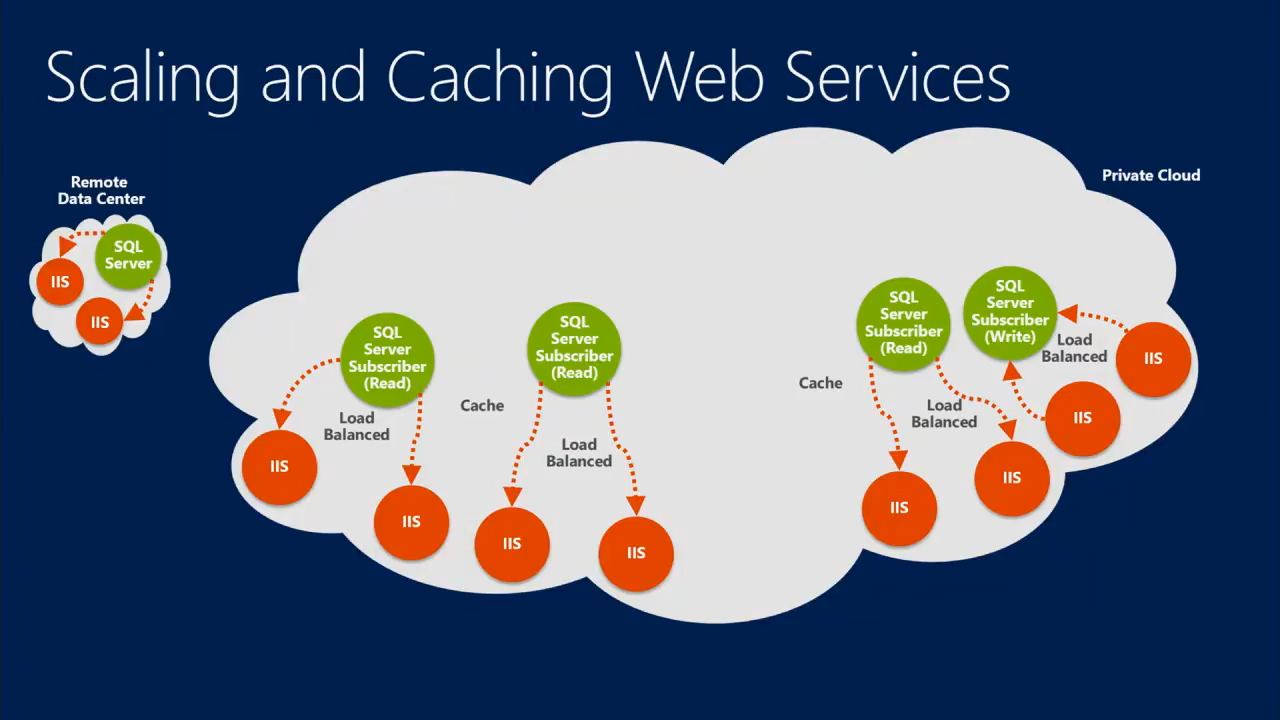 Scaling and Caching Web Services
Remote
Data Center
SQL
Server
IIS
IIS
Private Cloud
SQL
Server
Subscriber
(Read)
Load
Balanced
IIS
IIS
Cache
SQL
Server
Subscriber
(Read)
Load
Balanced
IIS
IIS
Cache
SQL
Server
Subscriber
(Read)
Load
Balanced
IIS
IIS
SQL
Server
Subscriber
(Write)
Load
Balanced
IIS
IIS